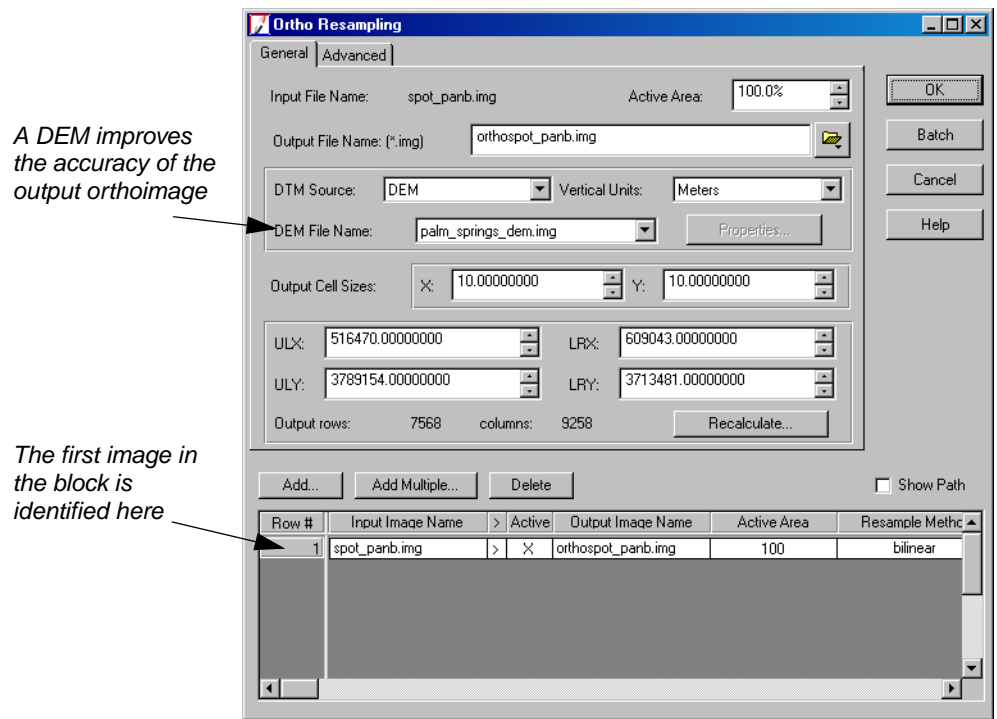 Ortho Resampling
General Advanced
Input File Name: spot_panb.img Active Area: 100.0% OK
Output File Name: (*.img) orthospot_panb.img Batch
A DEM improves
the accuracy of the
output orthoimage
DTM Source: DEM Vertical Units: Meters Cancel
DEM File Name: palm_springs_dem.img Properties... Help
Output Cell Sizes: X: 10.00000000 Y: 10.00000000
ULX: 516470.00000000 LRX: 609043.00000000
ULY: 3789154.00000000 LRY: 3713481.00000000
Output rows: 7568 columns: 9258 Recalculate...
The first image in
the block is
identified here
Add... Add Multiple... Delete Show Path
Row # Input Image Name > Active Output Image Name Active Area Resample Methc
1 spot_panb.img > X orthospot_panb.img 100 bilinear